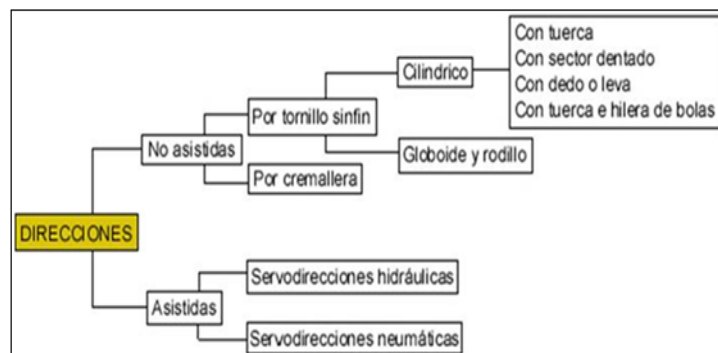 Con tuerca
Con sector dentado
Con dedo o leva
Con tuerca e hilera de bolas
Cilíndrico
Por tornillo sinfin
No asistidas
Globoide y rodillo
Por cremallera
DIRECCIONES
Servodirecciones hidráulicas
Asistidas
Servodirecciones neumáticas